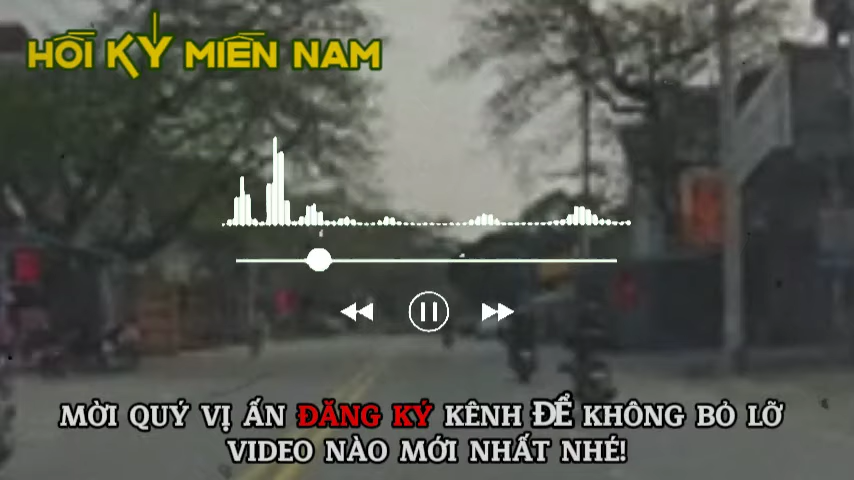 HỒI KÝ MIỀN NAM
MỜI QUÝ VỊ ẤN ĐĂNG KÝ KÊNH ĐỂ KHÔNG BỎ LỠ
VIDEO NÀO MỚI NHẤT NHÉ!